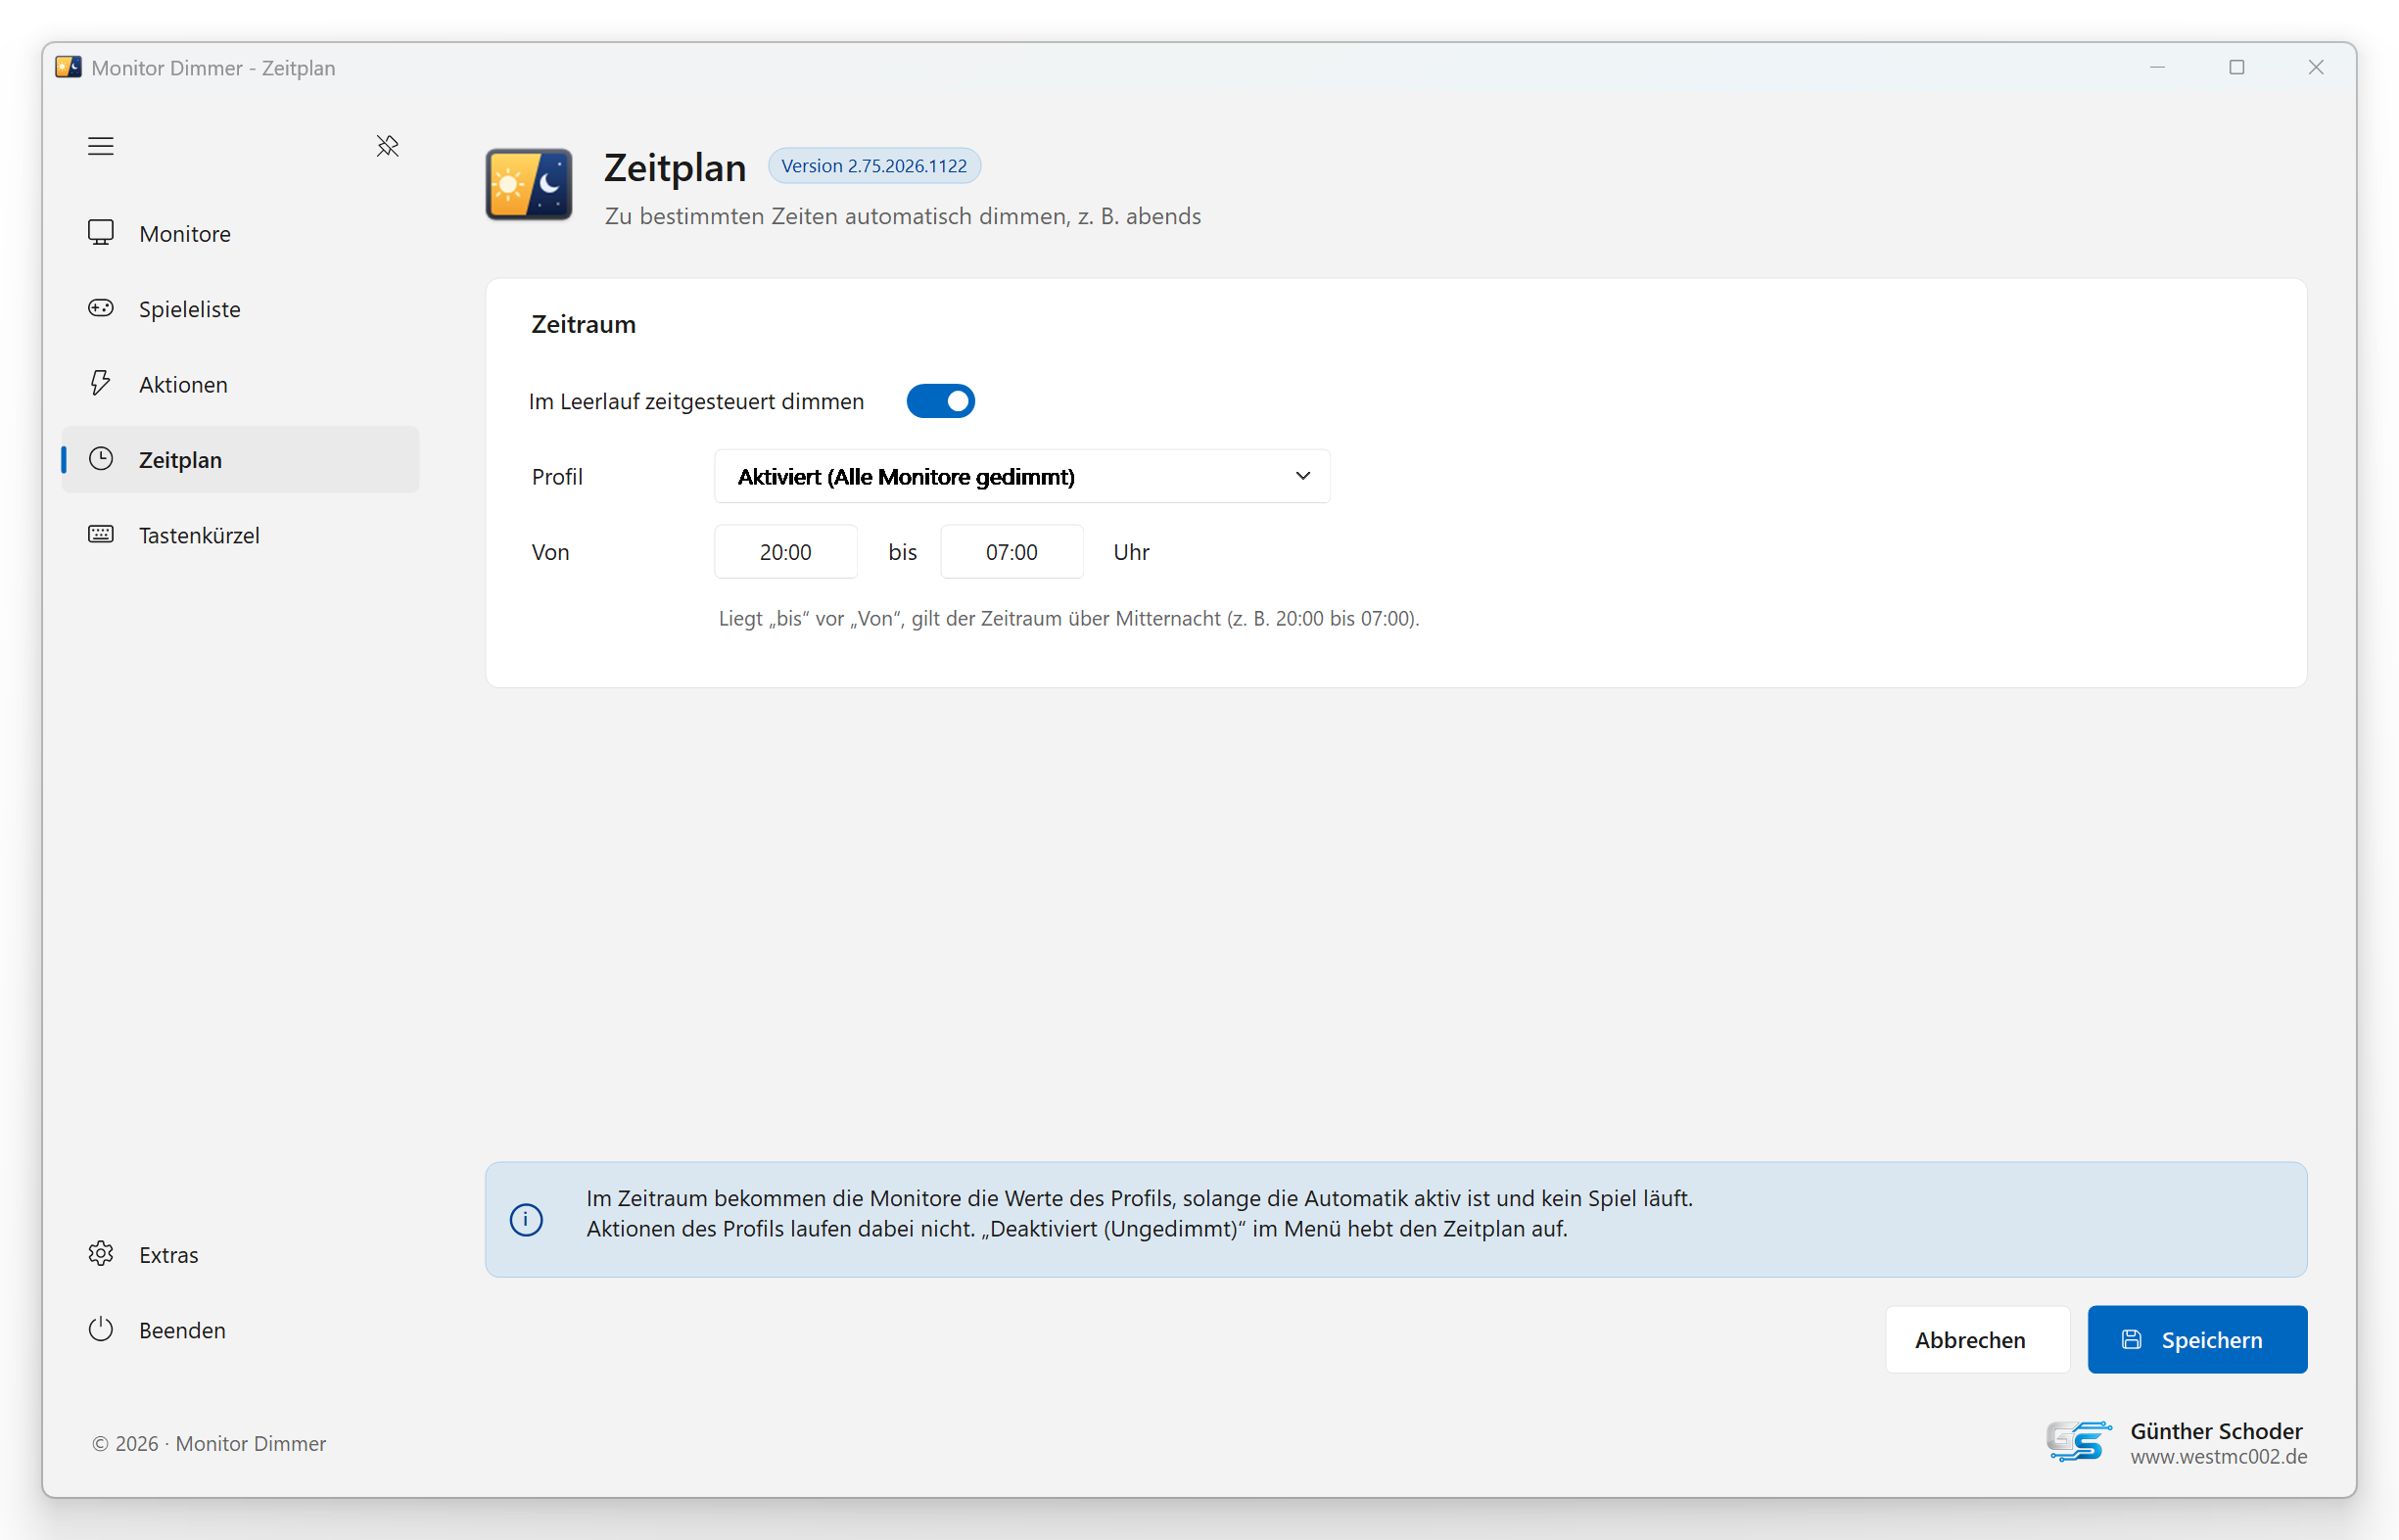 Monitor Dimmer - Zeitplan
Zeitplan
Version 2.75.2026.1122
Zu bestimmten Zeiten automatisch dimmen, z. B. abends
Monitore
Spieleliste
Aktionen
Zeitplan
Tastenkürzel
Zeitraum
Im Leerlauf zeitgesteuert dimmen
Profil
Aktiviert (Alle Monitore gedimmt)
Von 20:00 bis 07:00 Uhr
Liegt „bis“ vor „Von“, gilt der Zeitraum über Mitternacht (z. B. 20:00 bis 07:00).
Im Zeitraum bekommen die Monitore die Werte des Profils, solange die Automatik aktiv ist und kein Spiel läuft.
Aktionen des Profils laufen dabei nicht. „Deaktiviert (Ungedimmt)“ im Menü hebt den Zeitplan auf.
Extras
Beenden
Abbrechen
Speichern
© 2026 · Monitor Dimmer
GS
Günther Schoder
www.westmc002.de